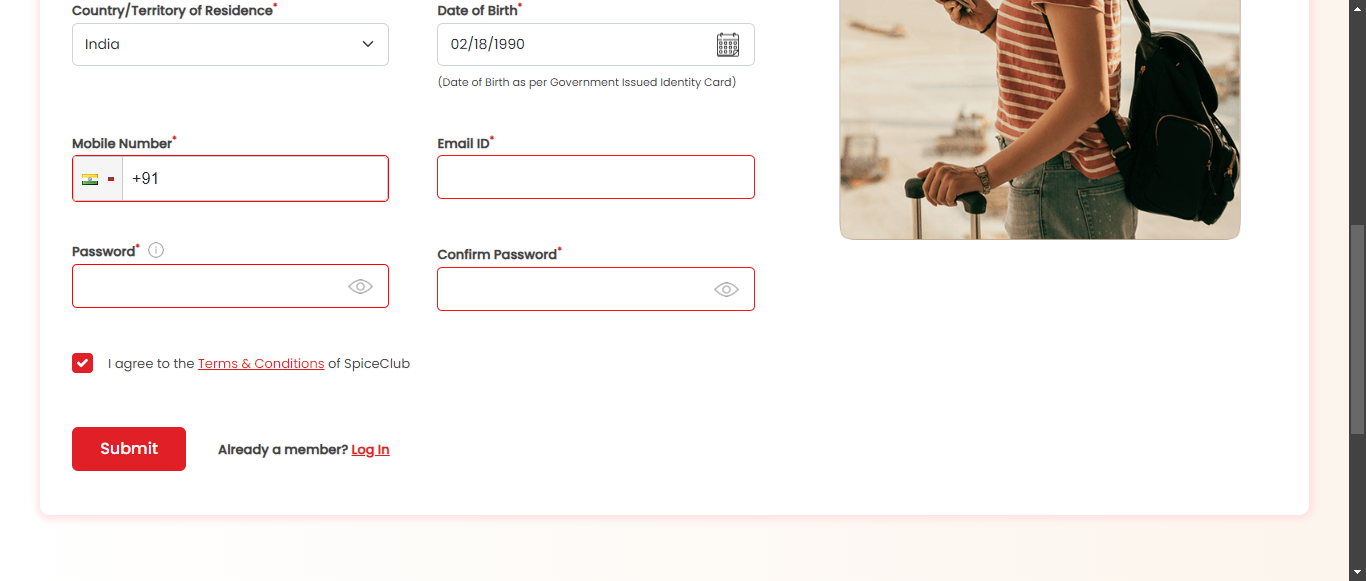 Country/Territory of Residence*
Date of Birth*
India
02/18/1990
(Date of Birth as per Government Issued Identity Card)
Mobile Number*
Email ID*
+91
Password*
Confirm Password*
I agree to the Terms & Conditions of SpiceClub
Submit
Already a member? Log In